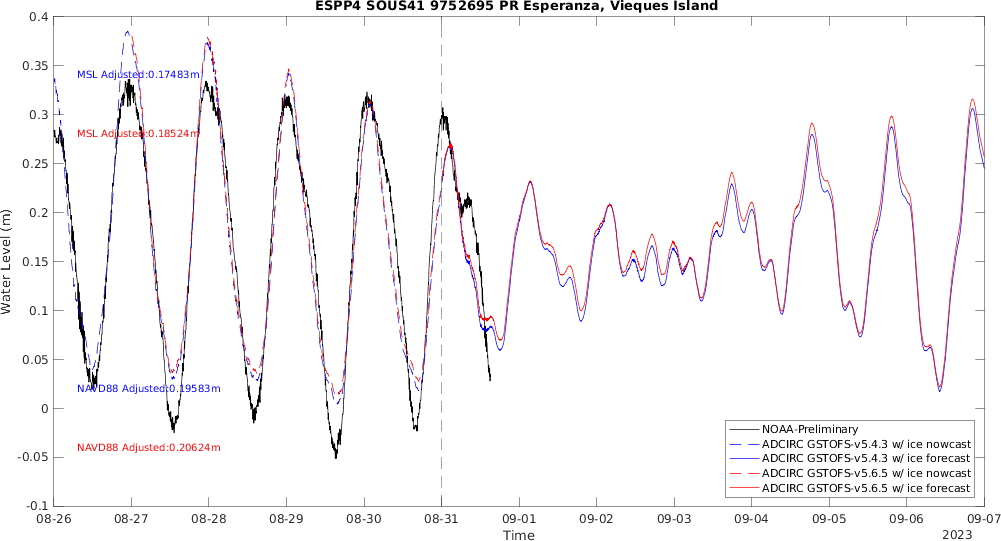 ESPP4 SOUS41 9752695 PR Esperanza, Vieques Island
0.4
0.35
0.3
0.25
0.2
0.15
0.1
0.05
0
-0.05
-0.1
Water Level (m)
MSL Adjusted:0.17483m
MSL Adjusted:0.18524m
NAVD88 Adjusted:0.19583m
NAVD88 Adjusted:0.20624m
NOAA-Preliminary
ADCIRC GSTOFS-v5.4.3 w/ ice nowcast
ADCIRC GSTOFS-v5.4.3 w/ ice forecast
ADCIRC GSTOFS-v5.6.5 w/ ice nowcast
ADCIRC GSTOFS-v5.6.5 w/ ice forecast
08-26 08-27 08-28 08-29 08-30 08-31 09-01 09-02 09-03 09-04 09-05 09-06 09-07
Time
2023